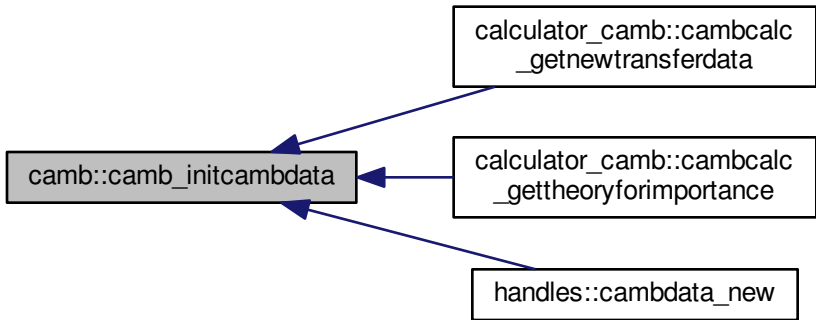 calculator_camb::cambcalc
_getnewtransferdata
camb::camb_initcambdata
calculator_camb::cambcalc
_gettheoryforimportance
handles::cambdata_new